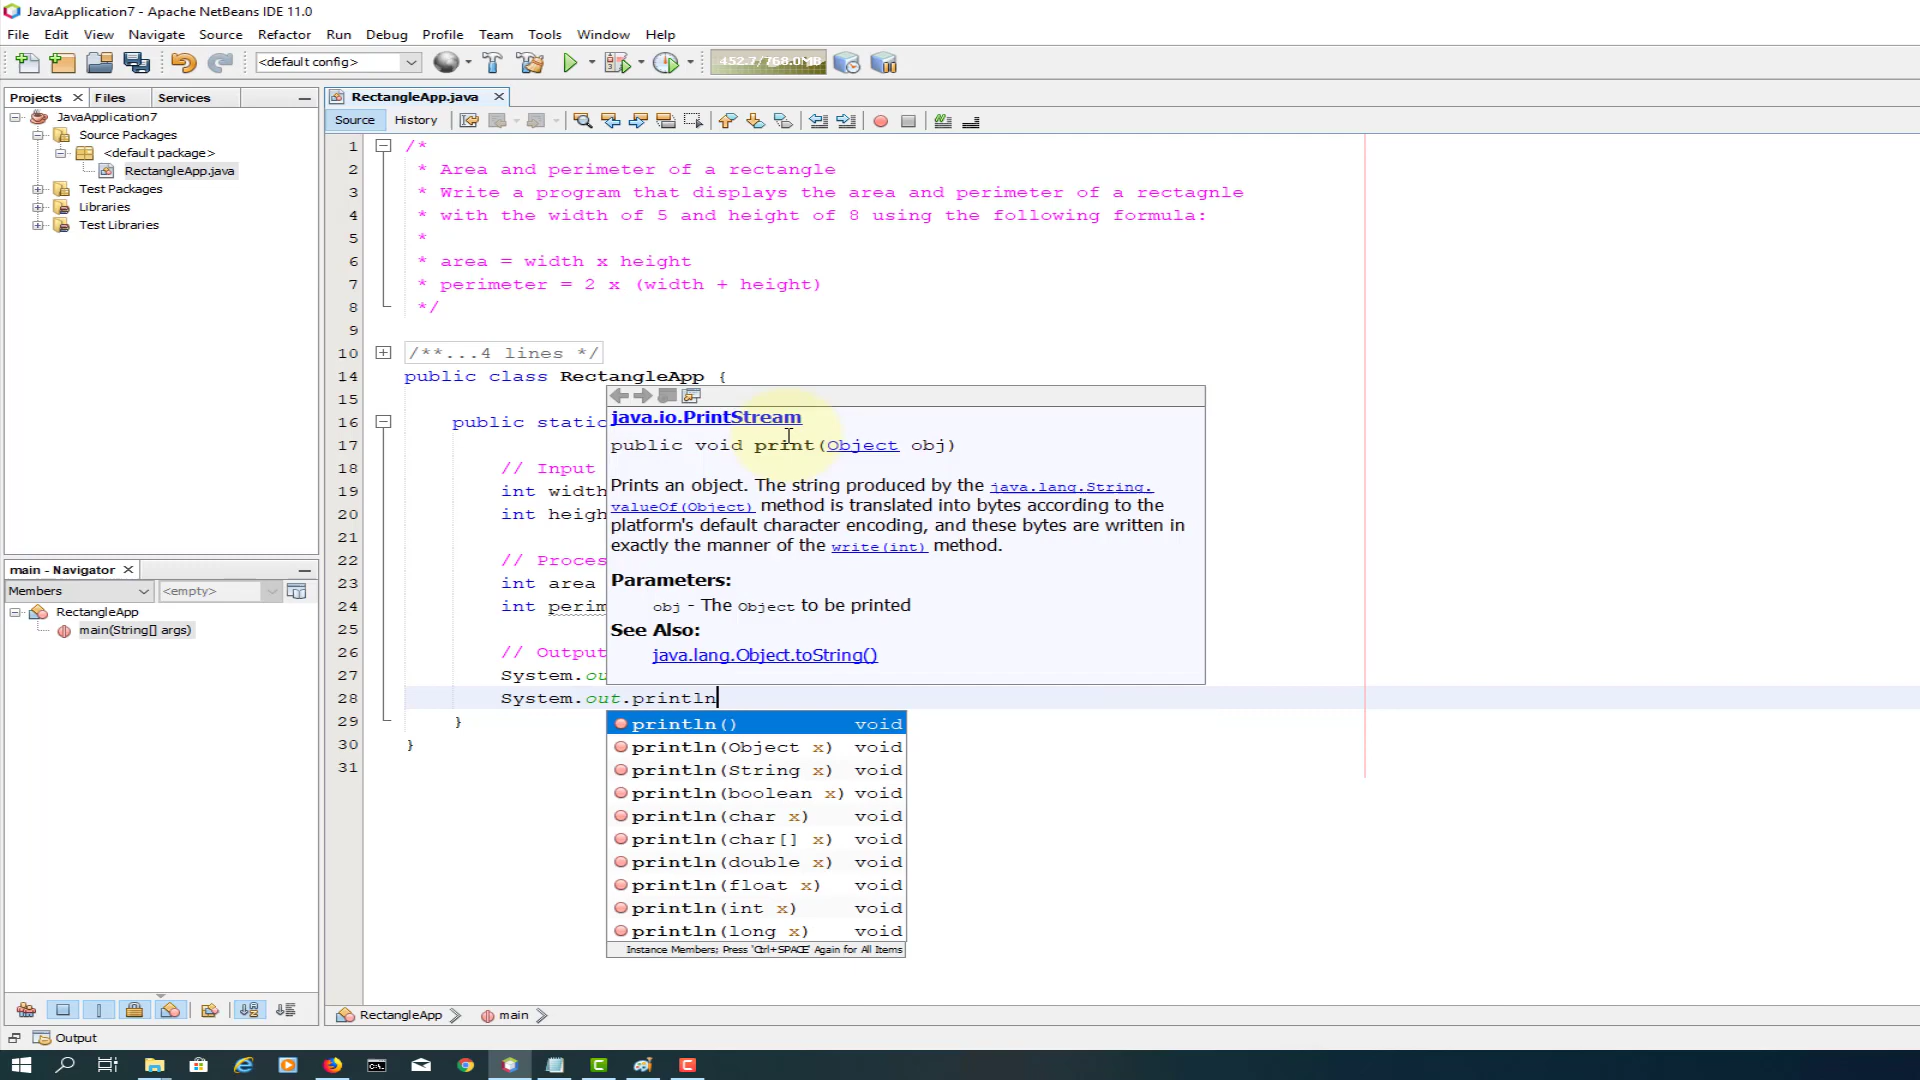 JavaApplication7 - Apache NetBeans IDE 11.0
File Edit View Navigate Source Refactor Run Debug Profile Team Tools Window Help
<default config>
452.7/768.0MB
Projects Files Services
JavaApplication7
Source Packages
<default package>
RectangleApp.java
Test Packages
Libraries
Test Libraries
main - Navigator
Members <empty>
RectangleApp
main(String[] args)
RectangleApp.java
Source History
1 /*
2 * Area and perimeter of a rectangle
3 * Write a program that displays the area and perimeter of a rectagnle
4 * with the width of 5 and height of 8 using the following formula:
5 *
6 * area = width x height
7 * perimeter = 2 x (width + height)
8 */
9
10 /**...4 lines */
14 public class RectangleApp {
15
16 public static
17
18 // Input
19 int width
20 int heigh
21
22 // Proces
23 int area
24 int perim
25
26 // Output
27 System.ou
28 System.out.println
29 }
30 }
31
java.io.PrintStream
public void print(Object obj)
Prints an object. The string produced by the java.lang.String.
valueOf(Object) method is translated into bytes according to the
platform's default character encoding, and these bytes are written in
exactly the manner of the write(int) method.
Parameters:
obj - The Object to be printed
See Also:
java.lang.Object.toString()
println() void
println(Object x) void
println(String x) void
println(boolean x) void
println(char x) void
println(char[] x) void
println(double x) void
println(float x) void
println(int x) void
println(long x) void
Instance Members; Press 'Ctrl+SPACE' Again for All Items
RectangleApp main
Output